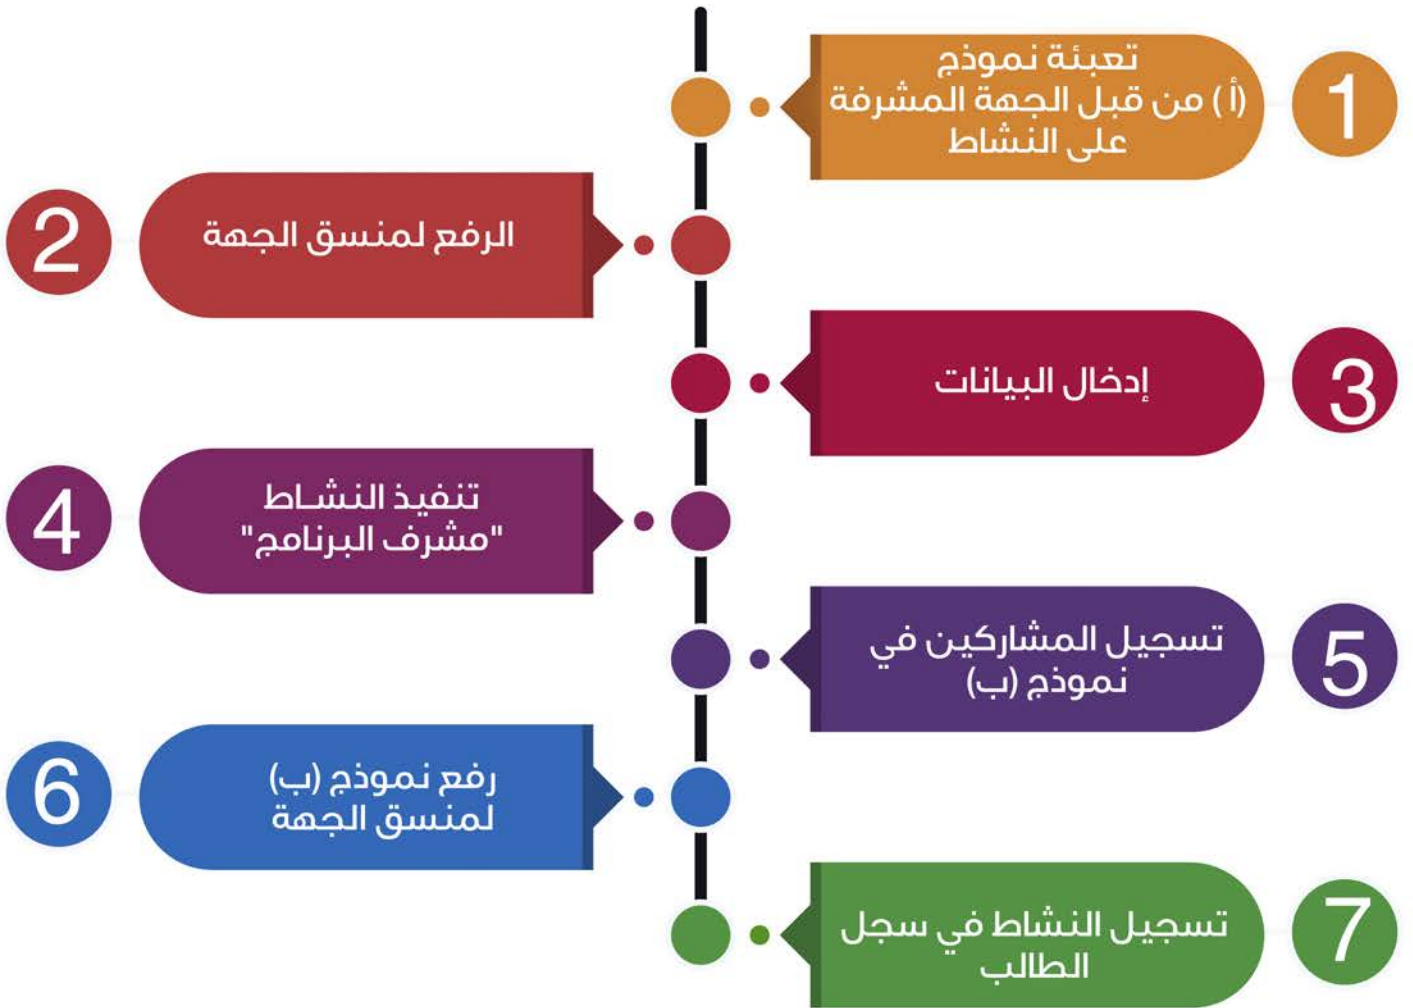 1
تعبئة نموذج
(أ) من قبل الجهة المشرفة
على النشاط
2
الرفع لمنسق الجهة
3
إدخال البيانات
4
تنفيذ النشاط
"مشرف البرنامج"
5
تسجيل المشاركين في
نموذج (ب)
6
رفع نموذج (ب)
لمنسق الجهة
7
تسجيل النشاط في سجل
الطالب